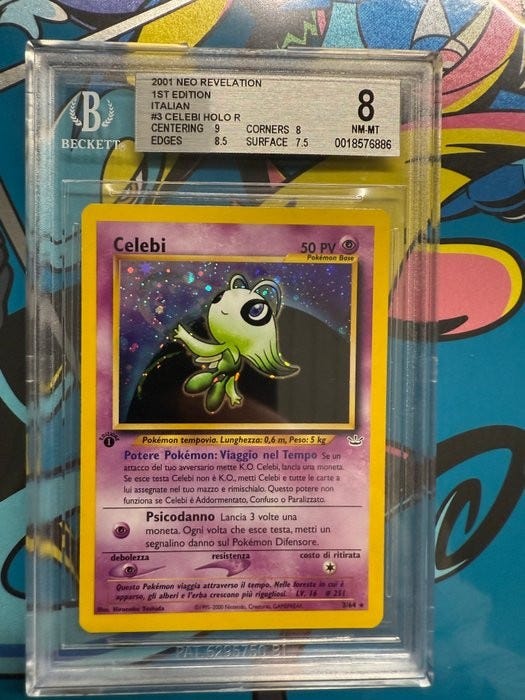 2001 NEO REVELATION
1ST EDITION
ITALIAN
#3 CELEBI HOLO R
CENTERING 9 CORNERS 8
EDGES 8.5 SURFACE 7.5
8
NM-MT
0018576886
B
BECKETT
Celebi 50 PV
Pokémon Base
1
Pokémon tempovia. Lunghezza: 0,6 m, Peso: 5 kg
Potere Pokémon: Viaggio nel Tempo Se un
attacco del tuo avversario mette K.O. Celebi, lancia una moneta.
Se esce testa Celebi non è K.O., metti Celebi e tutte le carte a
lui assegnate nel tuo mazzo e rimischialo. Questo potere non
funziona se Celebi è Addormentato, Confuso o Paralizzato.
Psicodanno Lancia 3 volte una
moneta. Ogni volta che esce testa, metti un
segnalino danno sul Pokémon Difensore.
debolezza resistenza costo di ritirata
Questo Pokémon viaggia attraverso il tempo. Nelle foreste in cui è
apparso, gli alberi e l'erba crescono più rigogliosi. LV. 16 # 251
Illus. Hironobu Yoshida ©1995-2000 Nintendo, Creatures, GAMEFREAK. 3/64 ★